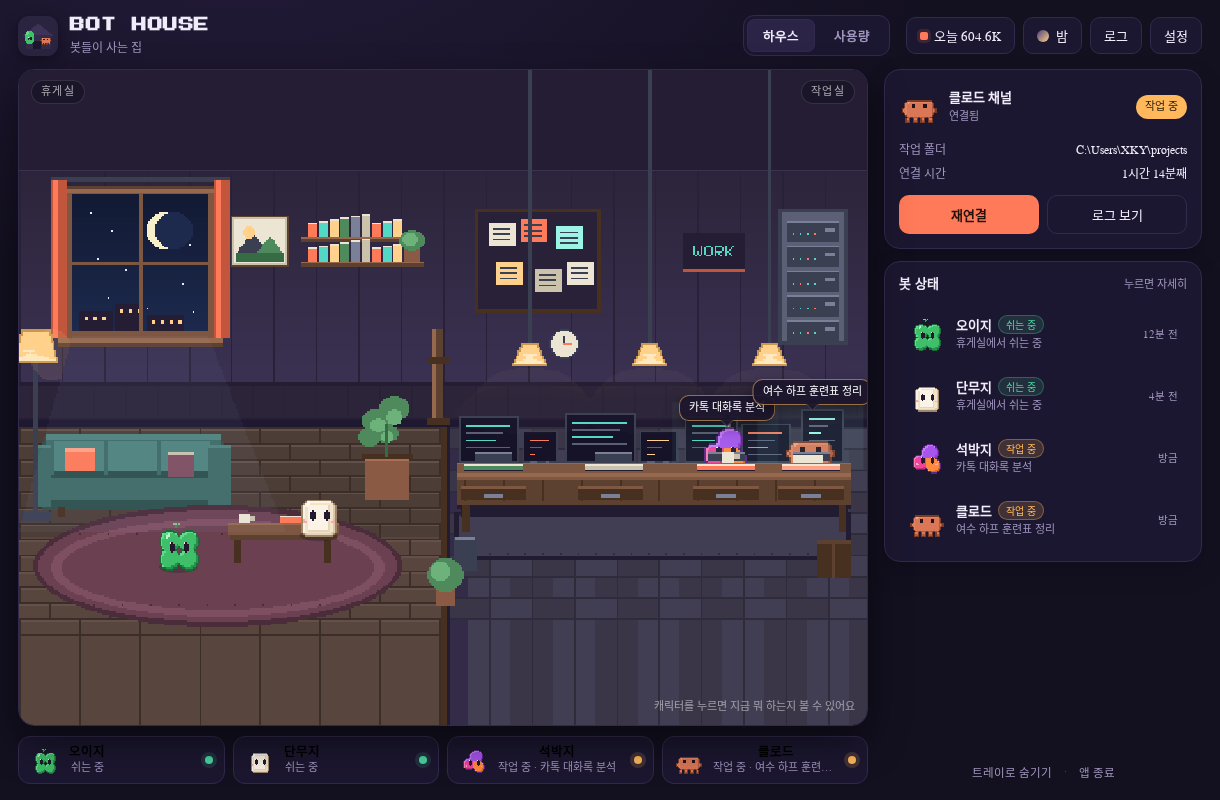 BOT HOUSE
봇들이 사는 집
하우스
사용량
오늘 604.6K
밤
로그
설정
휴게실
작업실
WORK
카톡 대화록 분석
여수 하프 훈련표 정리
캐릭터를 누르면 지금 뭐 하는지 볼 수 있어요
클로드 채널
연결됨
작업 중
작업 폴더
C:\Users\XKY\projects
연결 시간
1시간 14분째
재연결
로그 보기
봇 상태
누르면 자세히
오이지
쉬는 중
휴게실에서 쉬는 중
12분 전
단무지
쉬는 중
휴게실에서 쉬는 중
4분 전
석박지
작업 중
카톡 대화록 분석
방금
클로드
작업 중
여수 하프 훈련표 정리
방금
오이지
쉬는 중
단무지
쉬는 중
석박지
작업 중 · 카톡 대화록 분석
클로드
작업 중 · 여수 하프 훈련…
트레이로 숨기기 · 앱 종료